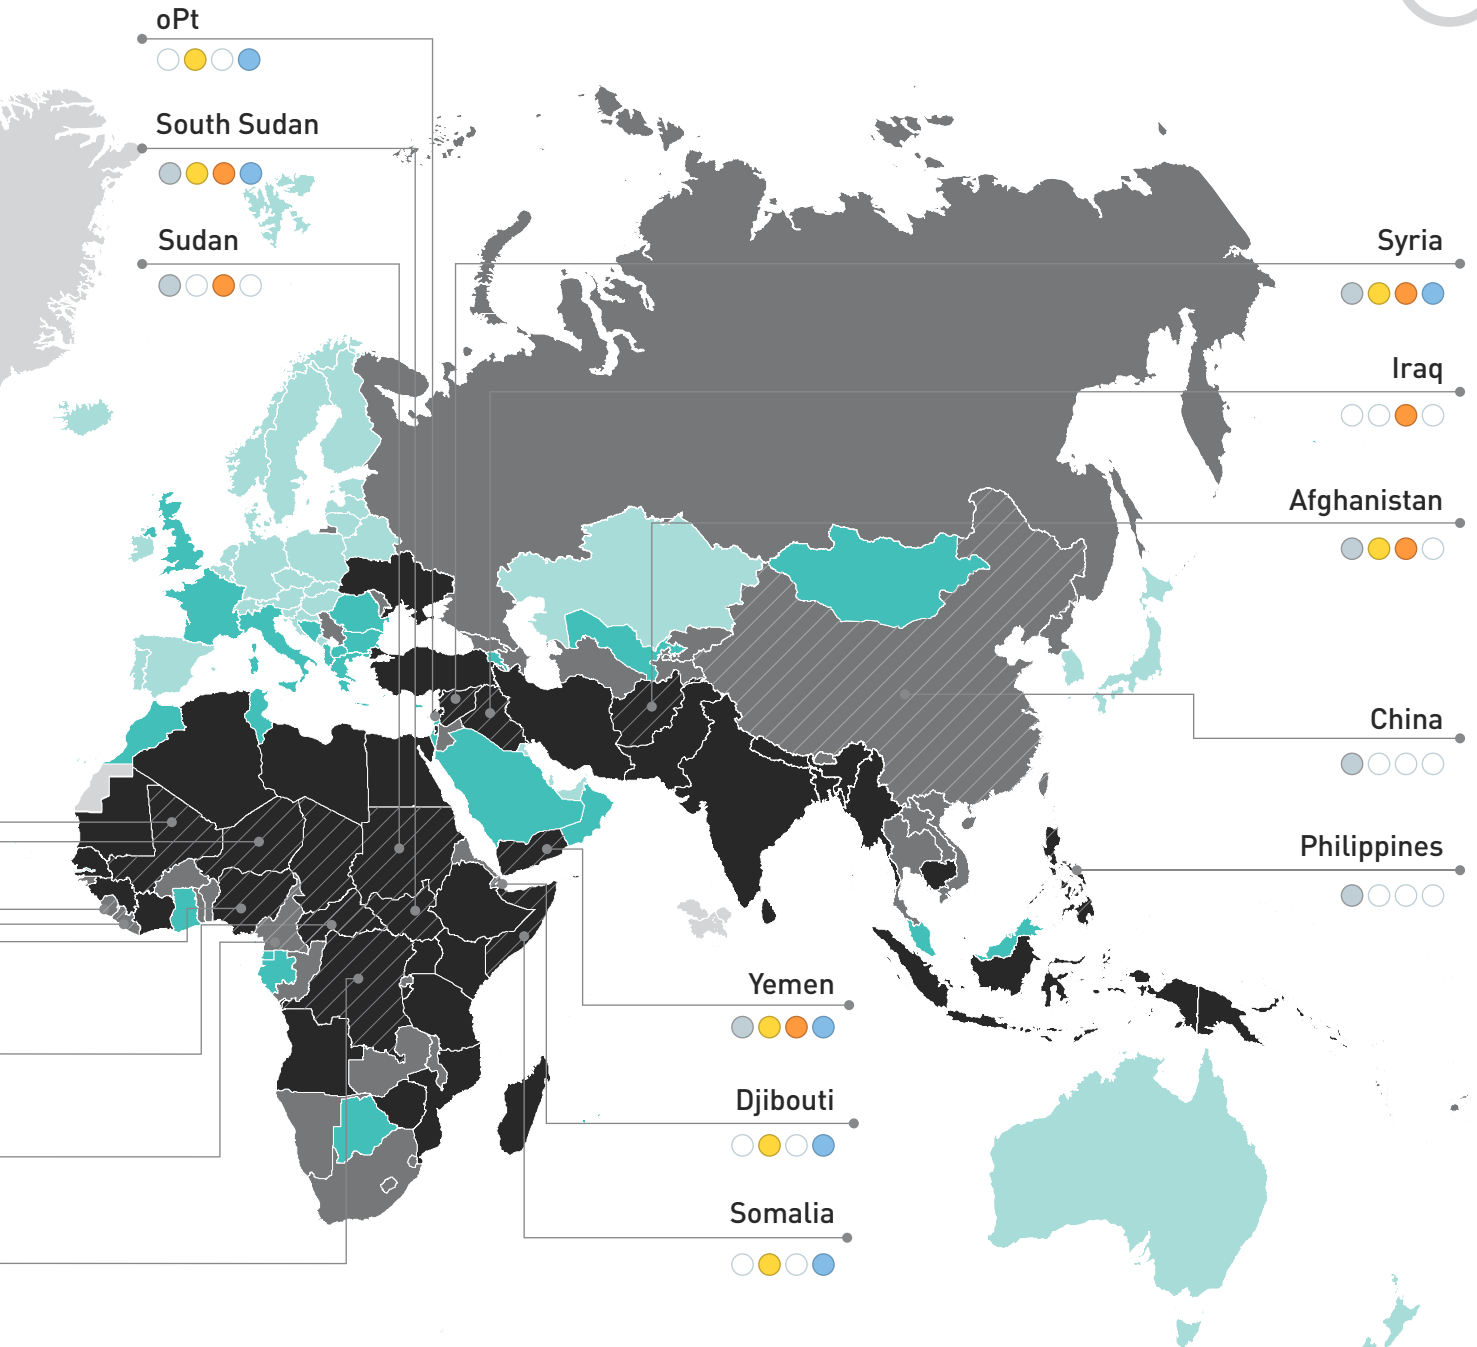 oPt
South Sudan
Sudan
Syria
Iraq
Afghanistan
China
Philippines
Yemen
Djibouti
Somalia